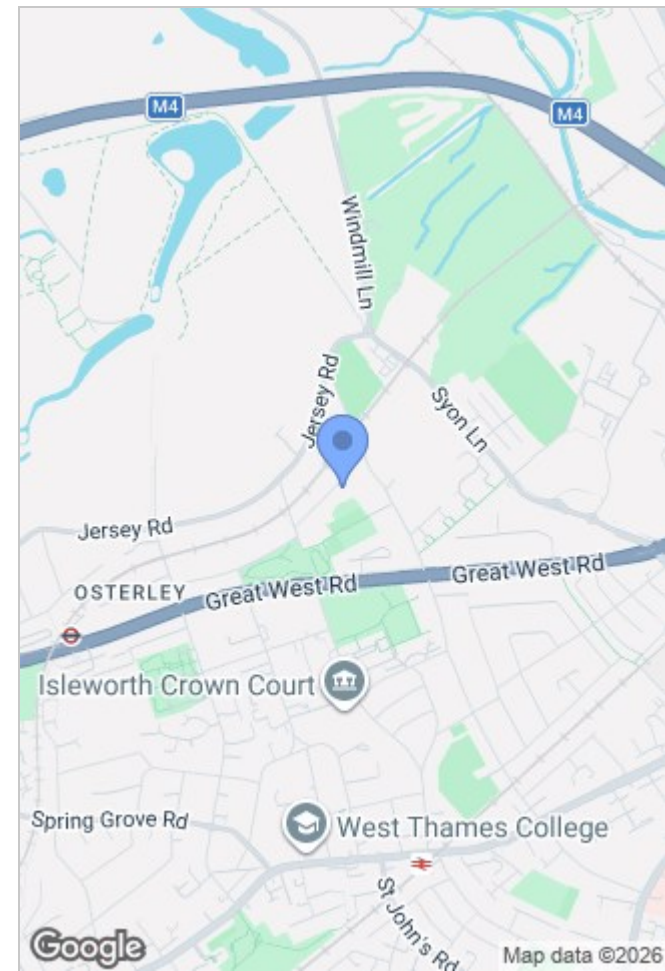 M4
M4
Windmill Ln
Jersey Rd
Syon Ln
Jersey Rd
OSTERLEY
Great West Rd
Great West Rd
Isleworth Crown Court
Spring Grove Rd
West Thames College
St John's Rd
Google
Map data ©2026